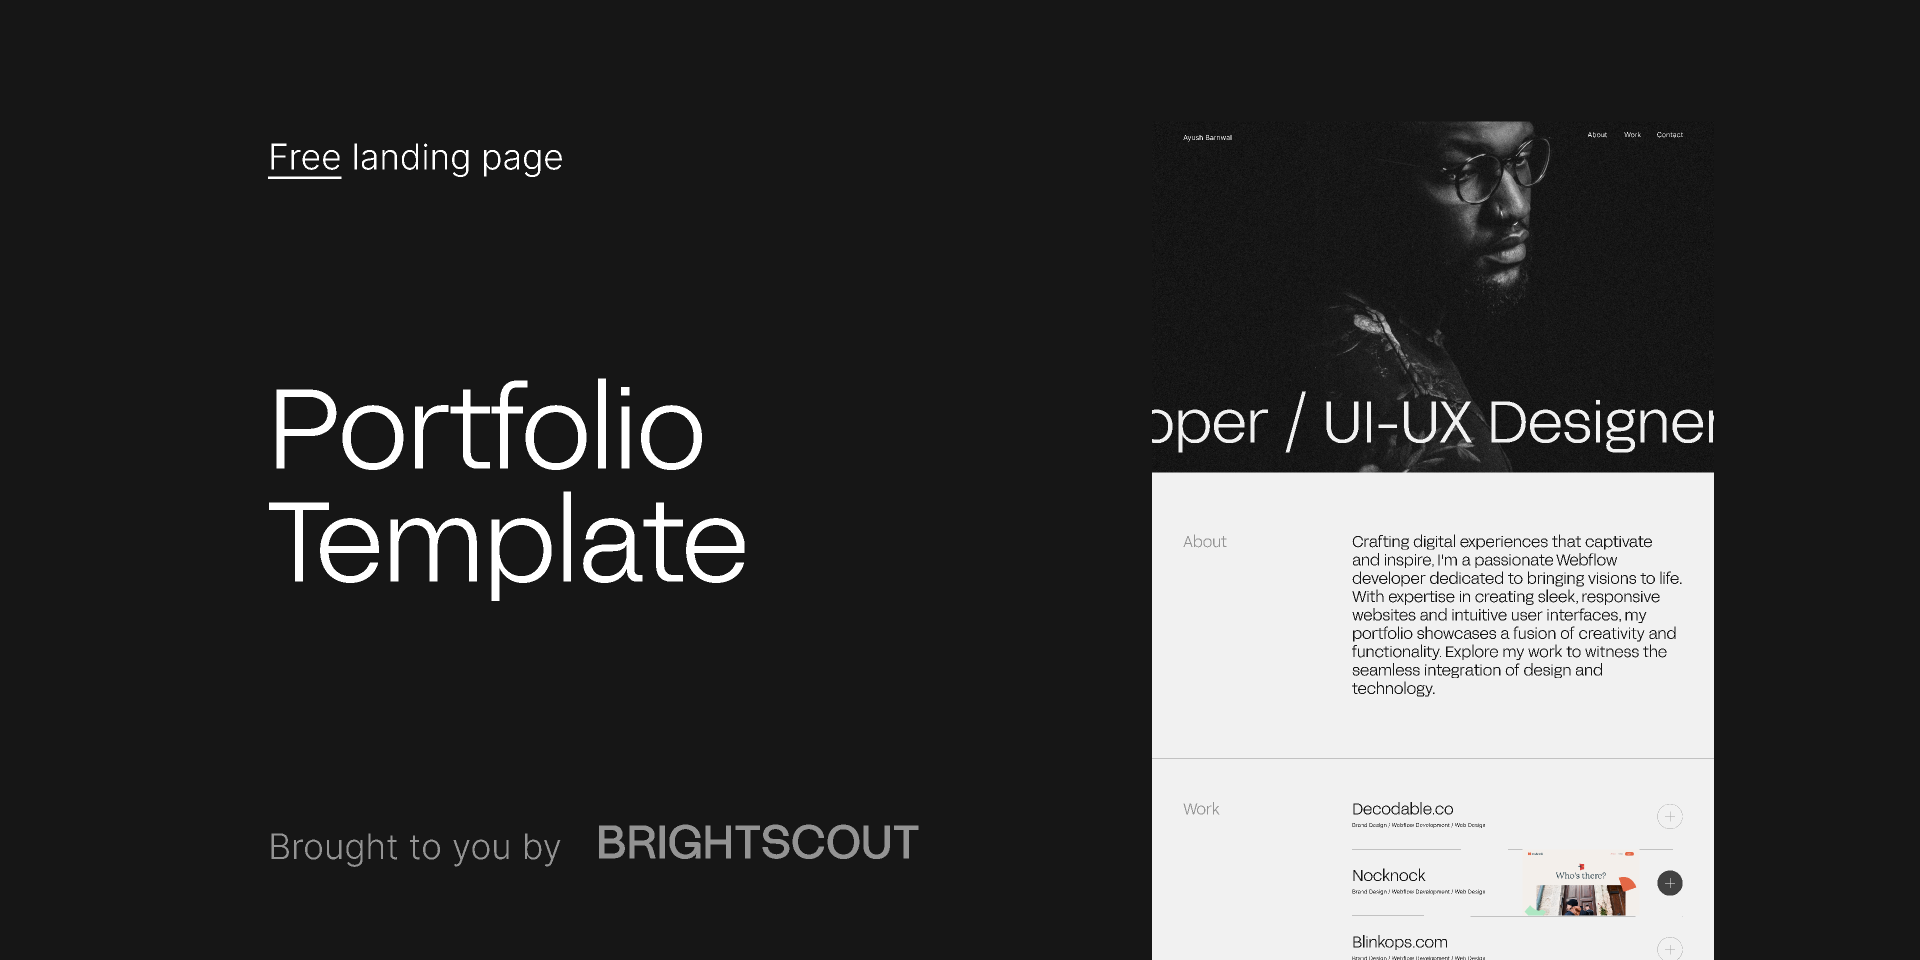 Free landing page
Portfolio
Template
Brought to you by BRIGHTSCOUT
Ayush Barnwal
About Work Contact
oper / UI-UX Designer
About
Crafting digital experiences that captivate
and inspire, I'm a passionate Webflow
developer dedicated to bringing visions to life.
With expertise in creating sleek, responsive
websites and intuitive user interfaces, my
portfolio showcases a fusion of creativity and
functionality. Explore my work to witness the
seamless integration of design and
technology.
Work
Decodable.co
Brand Design / Webflow Development / Web Design
Nocknock
Brand Design / Webflow Development / Web Design
Who's there?
Blinkops.com
Brand Design / Webflow Development / Web Design